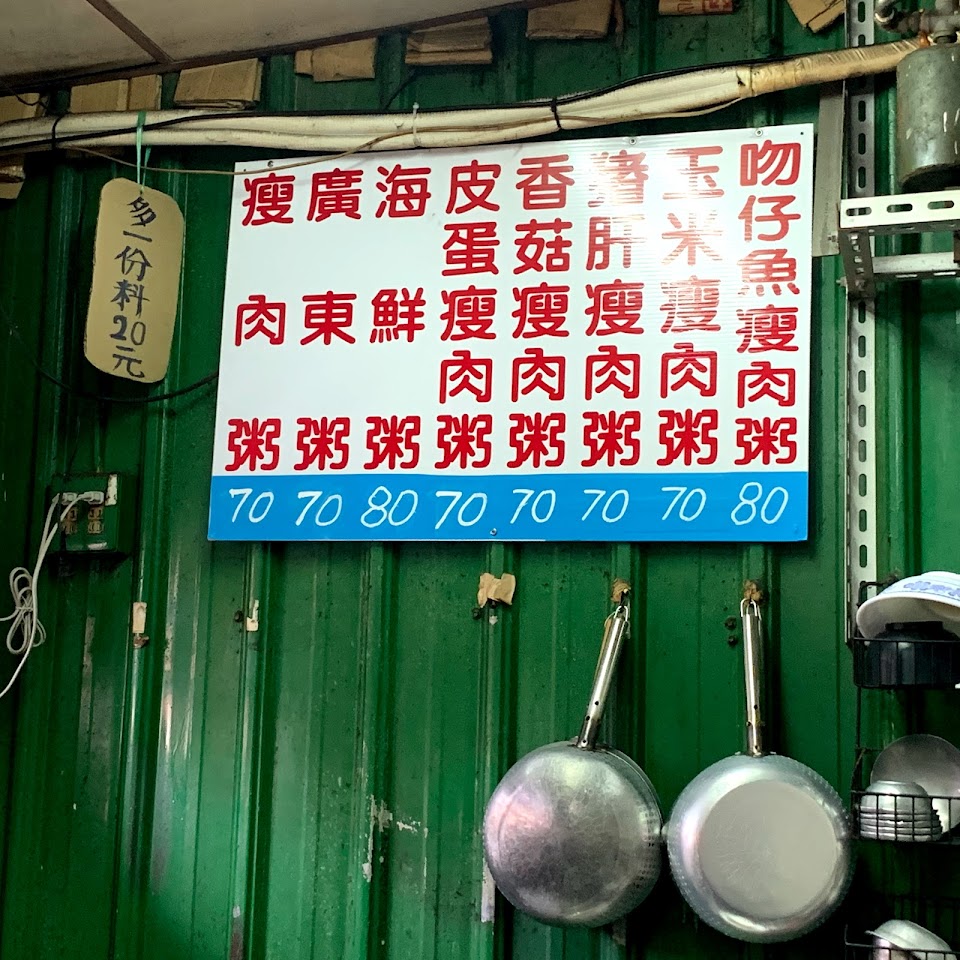 吻仔魚瘦肉粥 80
玉米瘦肉粥 70
豬肝瘦肉粥 70
香菇瘦肉粥 70
皮蛋瘦肉粥 70
海鮮粥 80
廣東粥 70
瘦肉粥 70
多一份料20元